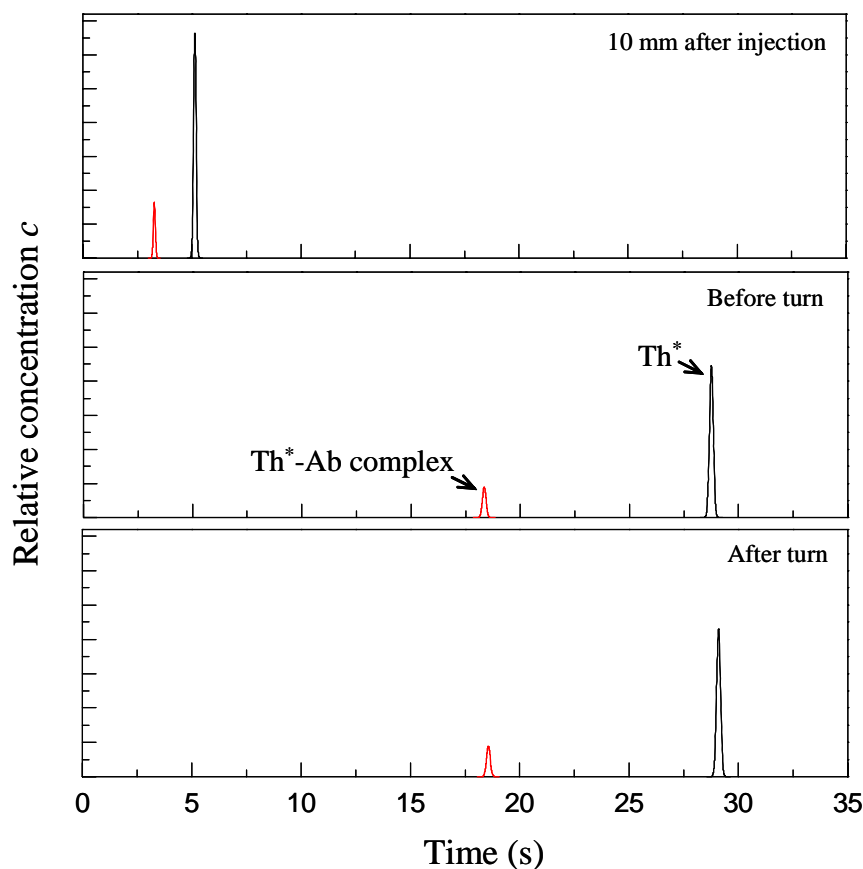 10 mm after injection
Before turn
Th*
Th*-Ab complex
After turn
Relative concentration c
0 5 10 15 20 25 30 35
Time (s)